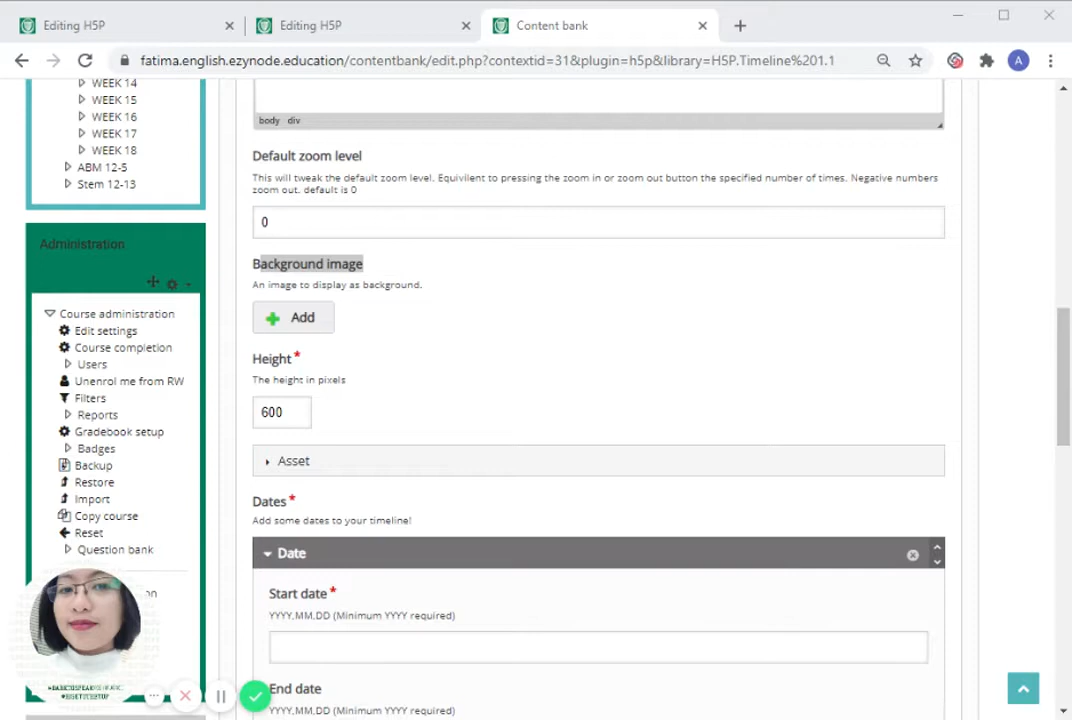 Editing H5P
Editing H5P
Content bank
fatima.english.ezynode.education/contentbank/edit.php?contextid=31&plugin=h5p&library=H5P.Timeline%201.1
A
WEEK 14
WEEK 15
WEEK 16
WEEK 17
WEEK 18
ABM 12-5
Stem 12-13
Administration
Course administration
Edit settings
Course completion
Users
Unenrol me from RW
Filters
Reports
Gradebook setup
Badges
Backup
Restore
Import
Copy course
Reset
Question bank
on
body div
Default zoom level
This will tweak the default zoom level. Equivilent to pressing the zoom in or zoom out button the specified number of times. Negative numbers
zoom out. default is 0
0
Background image
An image to display as background.
Add
Height*
The height in pixels
600
Asset
Dates*
Add some dates to your timeline!
Date
Start date*
YYYY,MM,DD (Minimum YYYY required)
End date
YYYY,MM,DD (Minimum YYYY required)